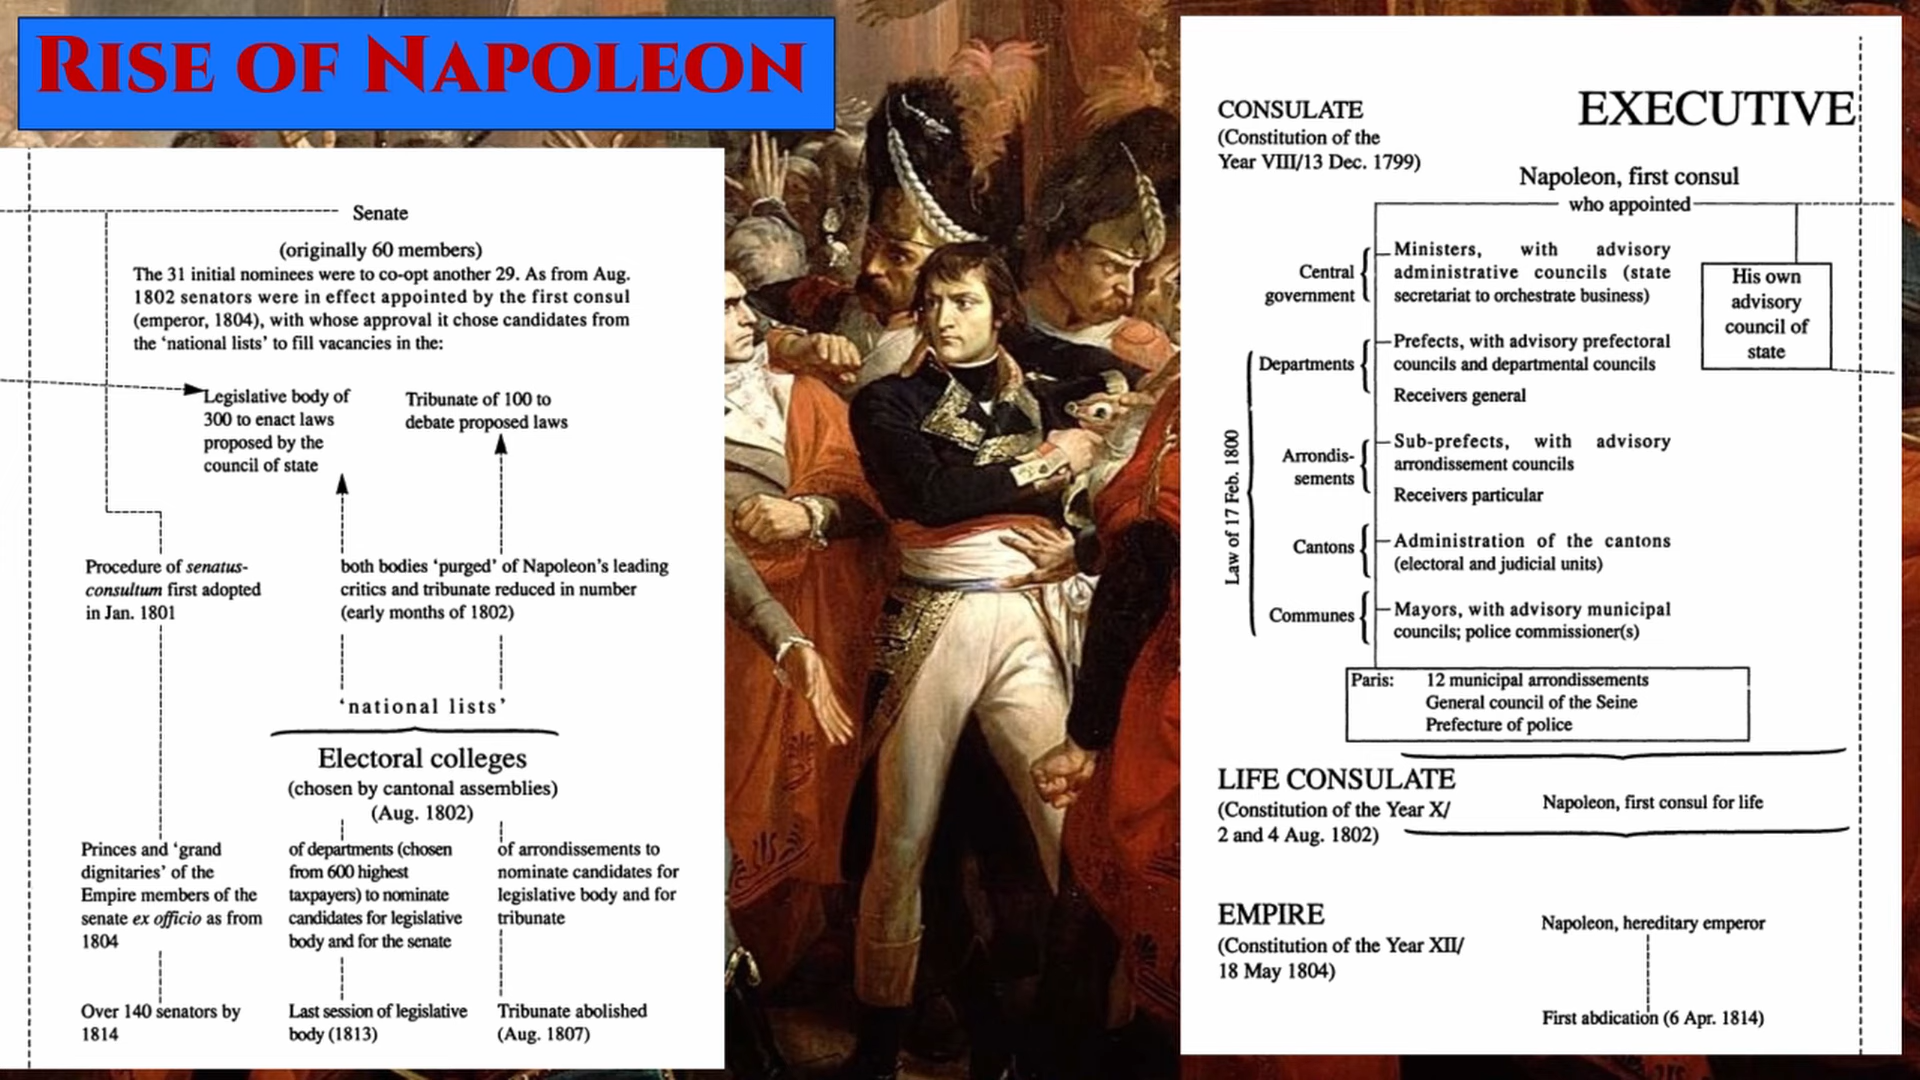 RISE OF NAPOLEON
Senate
(originally 60 members)
The 31 initial nominees were to co-opt another 29. As from Aug.
1802 senators were in effect appointed by the first consul
(emperor, 1804), with whose approval it chose candidates from
the ‘national lists’ to fill vacancies in the:
Legislative body of
300 to enact laws
proposed by the
council of state
Tribunate of 100 to
debate proposed laws
Procedure of senatus-
consultum first adopted
in Jan. 1801
both bodies ‘purged’ of Napoleon’s leading
critics and tribunate reduced in number
(early months of 1802)
‘national lists’
Electoral colleges
(chosen by cantonal assemblies)
(Aug. 1802)
Princes and ‘grand
dignitaries’ of the
Empire members of the
senate ex officio as from
1804
of departments (chosen
from 600 highest
taxpayers) to nominate
candidates for legislative
body and for the senate
of arrondissements to
nominate candidates for
legislative body and for
tribunate
Over 140 senators by
1814
Last session of legislative
body (1813)
Tribunate abolished
(Aug. 1807)
EXECUTIVE
CONSULATE
(Constitution of the
Year VIII/13 Dec. 1799)
Napoleon, first consul
who appointed
Central
government
Ministers, with advisory
administrative councils (state
secretariat to orchestrate business)
His own
advisory
council of
state
Law of 17 Feb. 1800
Departments
Prefects, with advisory prefectoral
councils and departmental councils
Receivers general
Arrondis-
sements
Sub-prefects, with advisory
arrondissement councils
Receivers particular
Cantons
Administration of the cantons
(electoral and judicial units)
Communes
Mayors, with advisory municipal
councils; police commissioner(s)
Paris: 12 municipal arrondissements
General council of the Seine
Prefecture of police
LIFE CONSULATE
(Constitution of the Year X/
2 and 4 Aug. 1802)
Napoleon, first consul for life
EMPIRE
(Constitution of the Year XII/
18 May 1804)
Napoleon, hereditary emperor
First abdication (6 Apr. 1814)